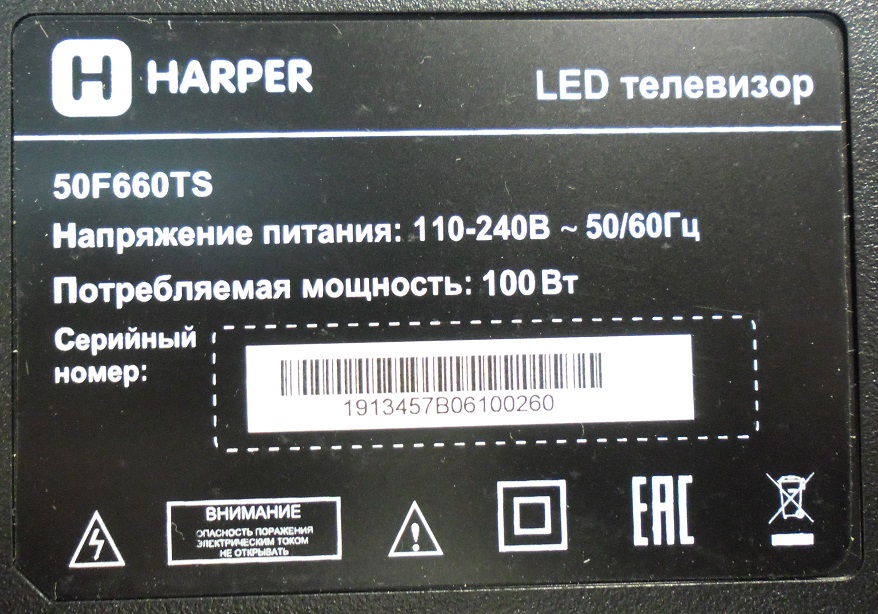 HARPER
LED телевизор
50F660TS
Напряжение питания: 110-240В ~ 50/60Гц
Потребляемая мощность: 100 Вт
Серийный
номер:
1913457B06100260
ВНИМАНИЕ
ОПАСНОСТЬ ПОРАЖЕНИЯ
ЭЛЕКТРИЧЕСКИМ ТОКОМ
НЕ ОТКРЫВАТЬ
EAC